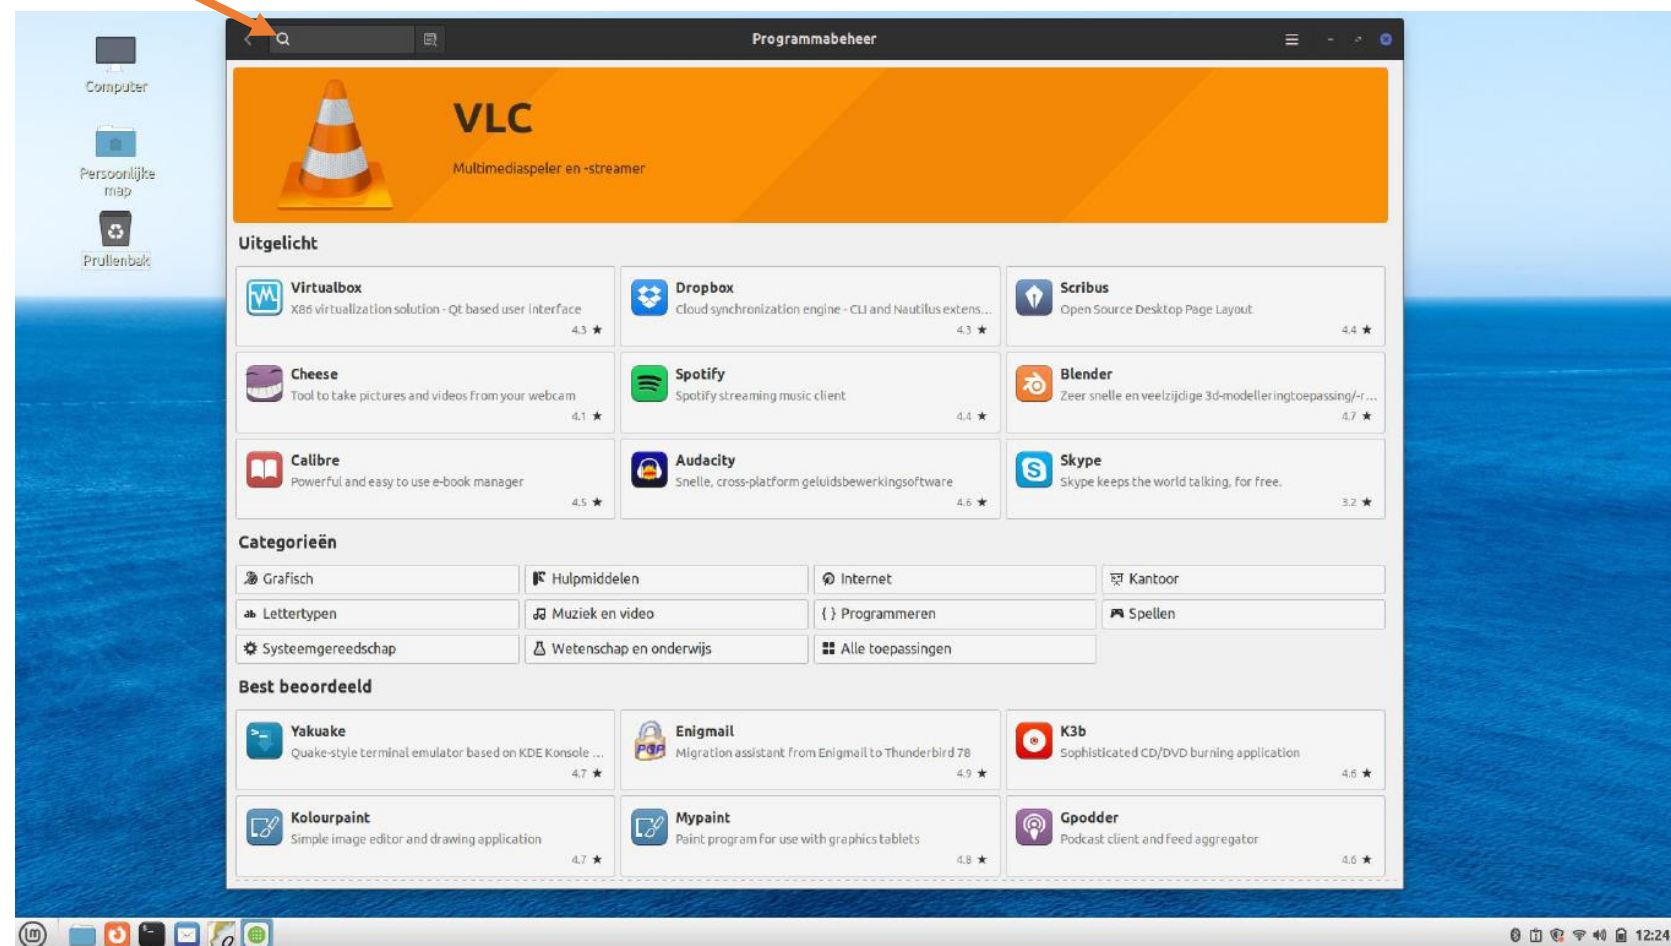 Programmabeheer
Computer
Persoonlijke
map
Prullenbak
VLC
Multimediaspeler en -streamer
Uitgelicht
Virtualbox
X86 virtualization solution - Qt based user interface
4.3 ★
Dropbox
Cloud synchronization engine - CLI and Nautilus extens...
4.3 ★
Scribus
Open Source Desktop Page Layout
4.4 ★
Cheese
Tool to take pictures and videos from your webcam
4.1 ★
Spotify
Spotify streaming music client
4.4 ★
Blender
Zeer snelle en veelzijdige 3d-modelleringtoepassing/-r...
4.7 ★
Calibre
Powerful and easy to use e-book manager
4.5 ★
Audacity
Snelle, cross-platform geluidsbewerkingsoftware
4.6 ★
Skype
Skype keeps the world talking, for free.
3.2 ★
Categorieën
Grafisch
Hulpmiddelen
Internet
Kantoor
ab Lettertypen
Muziek en video
{ } Programmeren
Spellen
Systeemgereedschap
Wetenschap en onderwijs
Alle toepassingen
Best beoordeeld
Yakuake
Quake-style terminal emulator based on KDE Konsole ...
4.7 ★
Enigmail
Migration assistant from Enigmail to Thunderbird 78
4.9 ★
PGP
K3b
Sophisticated CD/DVD burning application
4.6 ★
Kolourpaint
Simple image editor and drawing application
4.7 ★
Mypaint
Paint program for use with graphics tablets
4.8 ★
Gpodder
Podcast client and feed aggregator
4.6 ★
12:24